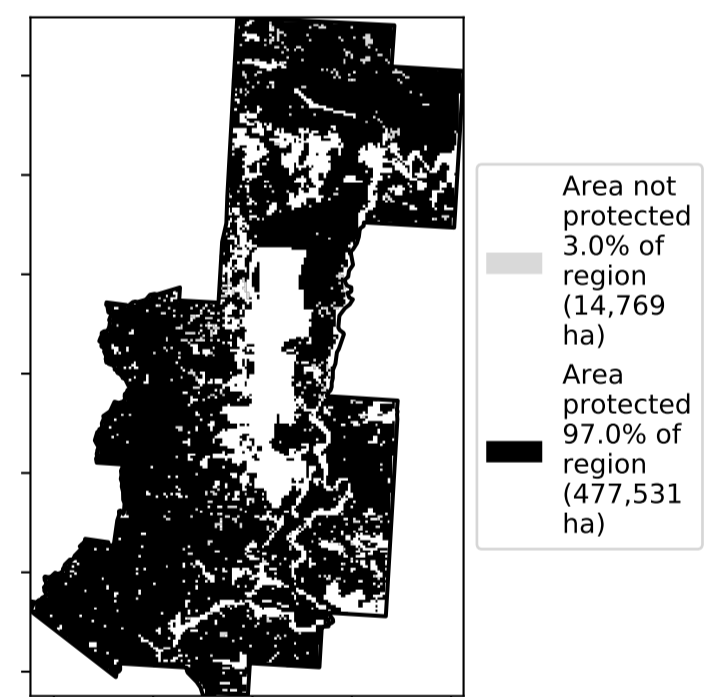 Area not
protected
3.0% of
region
(14,769
ha)
Area
protected
97.0% of
region
(477,531
ha)